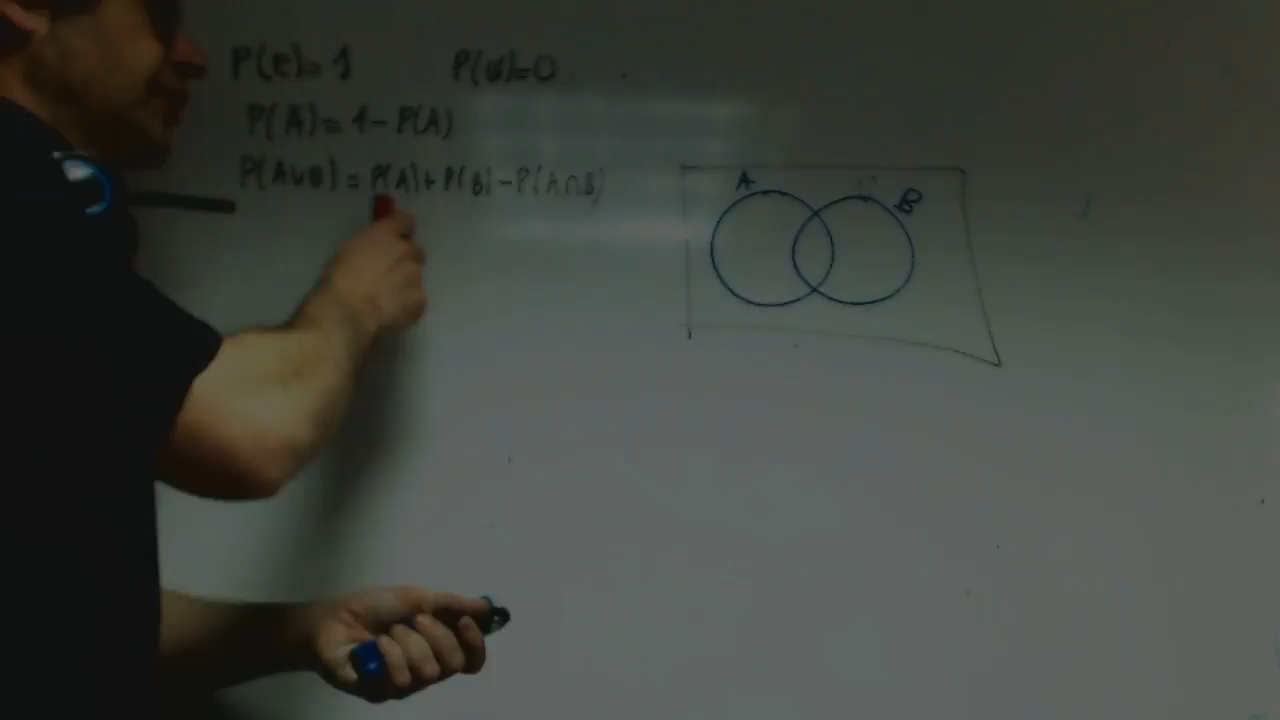 P(e)=1 P(ø)=0
P(Ā)=1-P(A)
P(A∪B)=P(A)+P(B)-P(A∩B)
A B